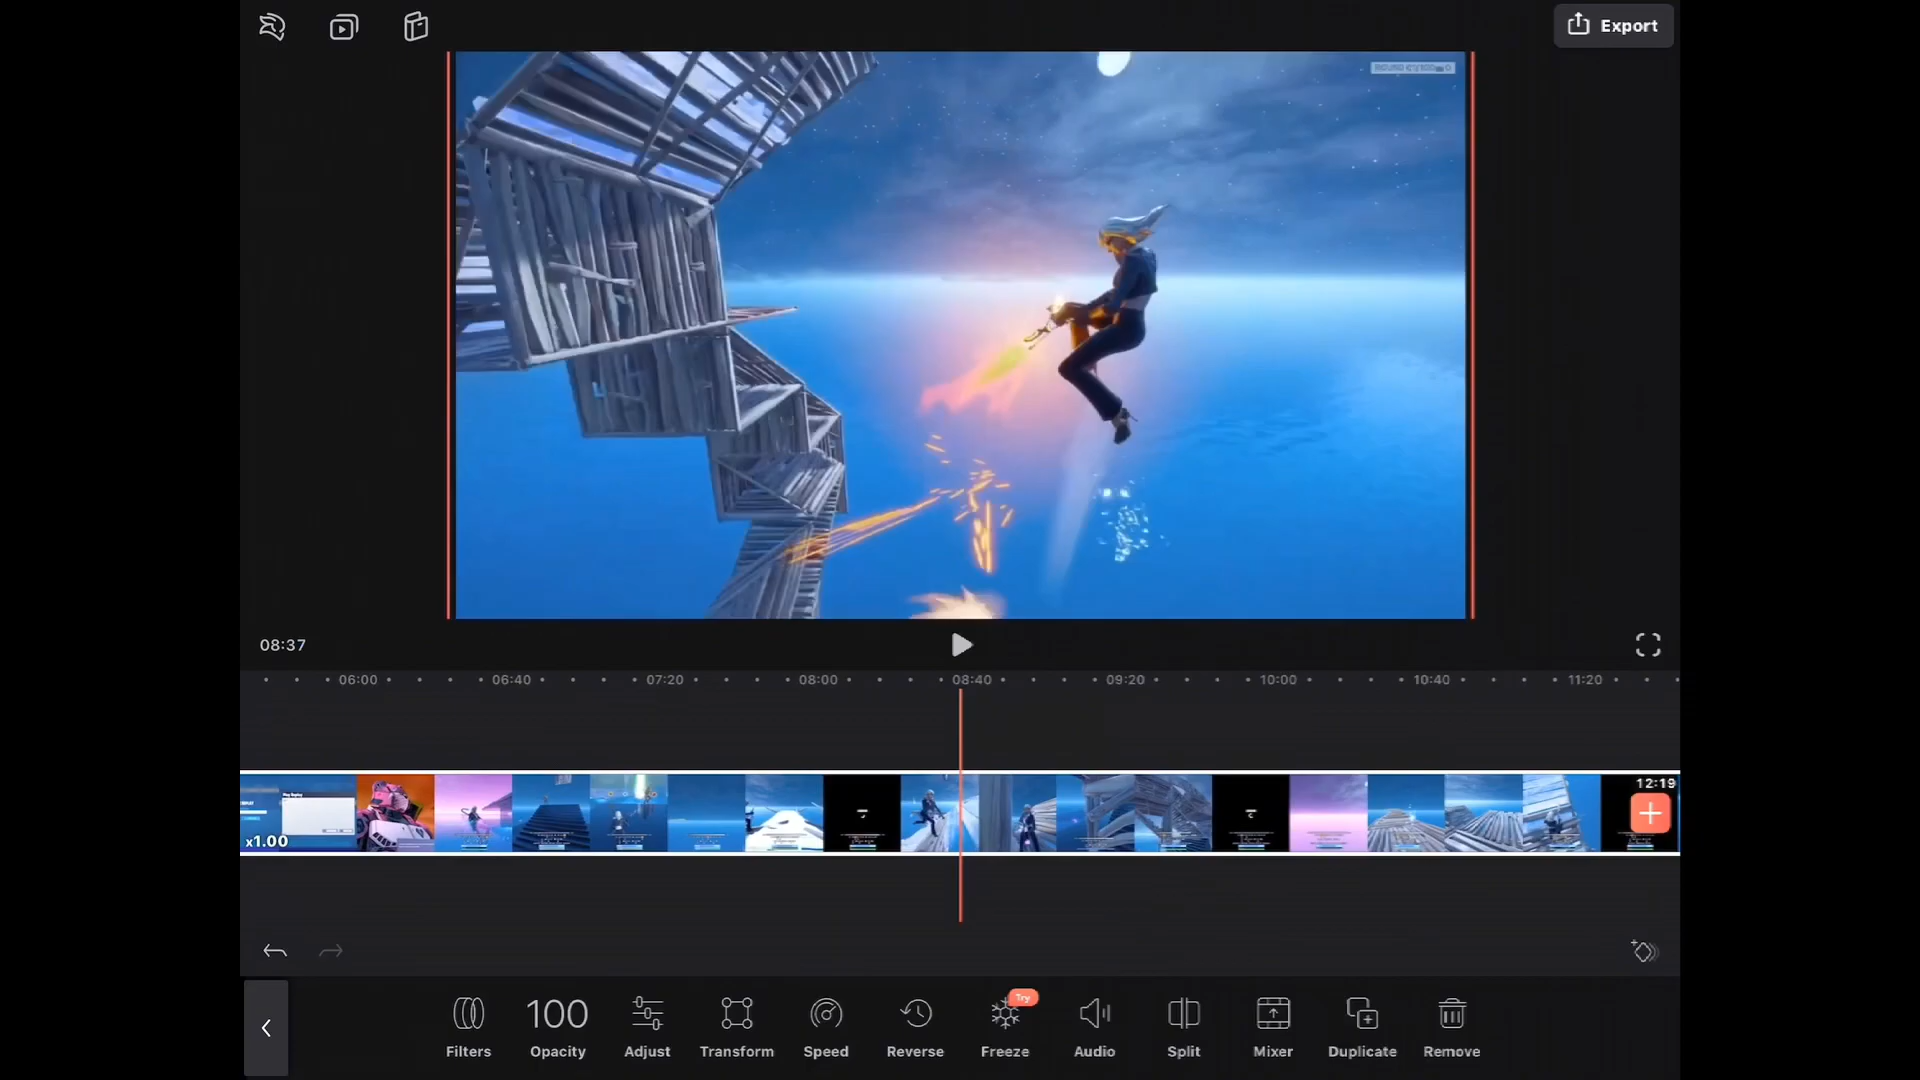 Export
08:37
06:00 06:40 07:20 08:00 08:40 09:20 10:00 10:40 11:20
12:19
x1.00
Try
100
Filters Opacity Adjust Transform Speed Reverse Freeze Audio Split Mixer Duplicate Remove